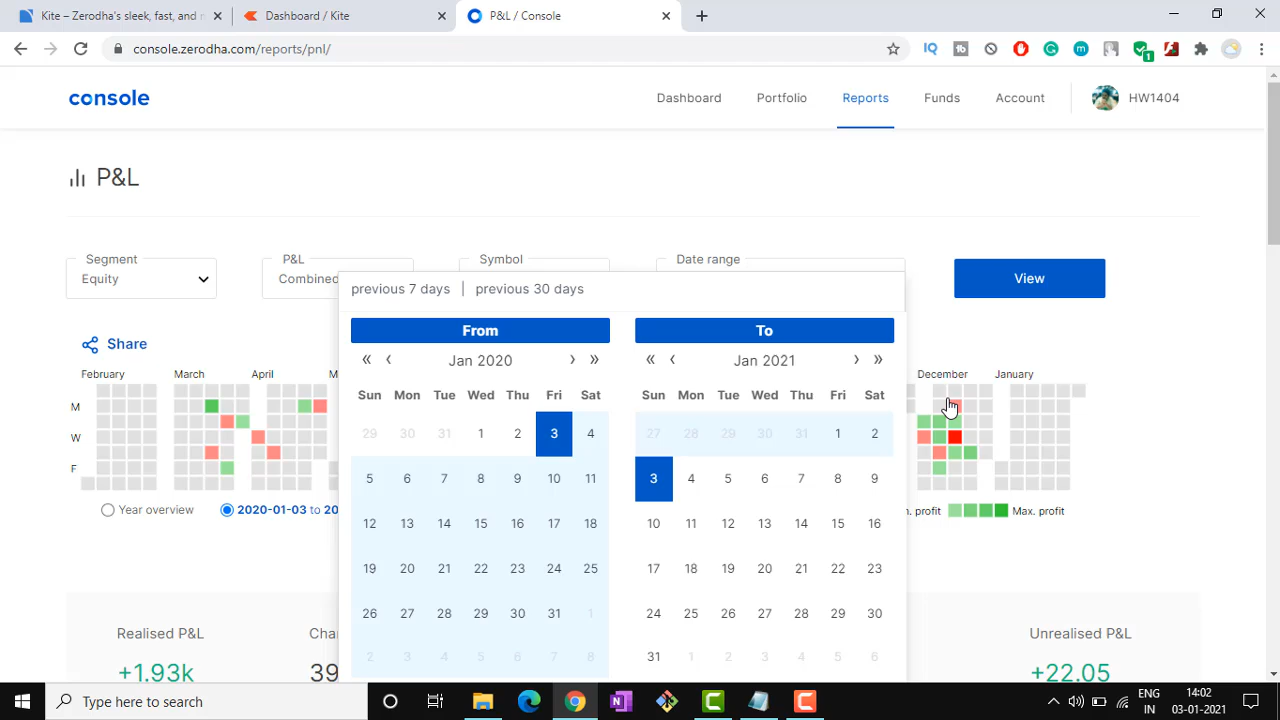 Kite – Zerodha's sleek, fast, and
Dashboard / Kite
P&L / Console
console.zerodha.com/reports/pnl/
console
Dashboard
Portfolio
Reports
Funds
Account
HW1404
P&L
Segment
Equity
P&L
Combined
Symbol
Date range
View
previous 7 days | previous 30 days
Share
From
To
« ‹ Jan 2020 › »
« ‹ Jan 2021 › »
Sun Mon Tue Wed Thu Fri Sat
29 30 31 1 2 3 4
5 6 7 8 9 10 11
12 13 14 15 16 17 18
19 20 21 22 23 24 25
26 27 28 29 30 31 1
2 3 4 5 6 7 8
Sun Mon Tue Wed Thu Fri Sat
27 28 29 30 31 1 2
3 4 5 6 7 8 9
10 11 12 13 14 15 16
17 18 19 20 21 22 23
24 25 26 27 28 29 30
31 1 2 3 4 5 6
February
March
April
M
December
January
M
W
F
Year overview
2020-01-03 to 20
. profit
Max. profit
Realised P&L
+1.93k
Cha
39
Unrealised P&L
+22.05
Type here to search
ENG
IN
14:02
03-01-2021
1